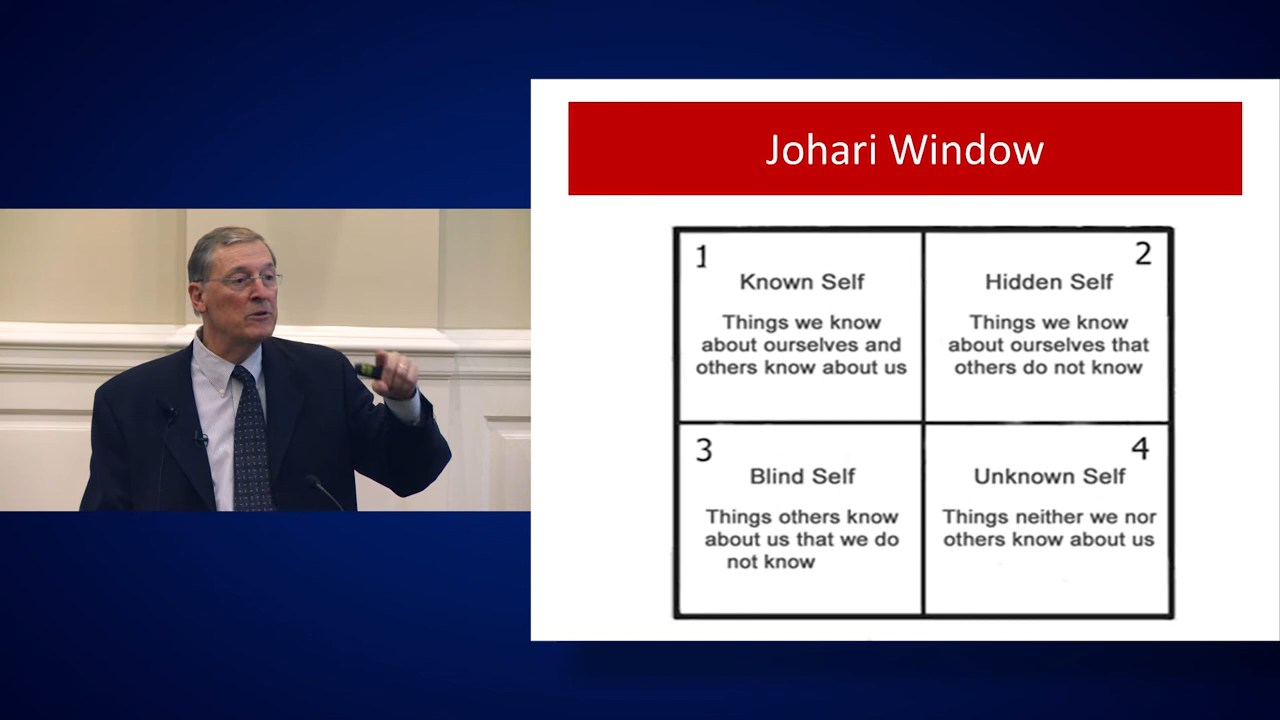 Johari Window
1
Known Self
Things we know
about ourselves and
others know about us
2
Hidden Self
Things we know
about ourselves that
others do not know
3
Blind Self
Things others know
about us that we do
not know
4
Unknown Self
Things neither we nor
others know about us